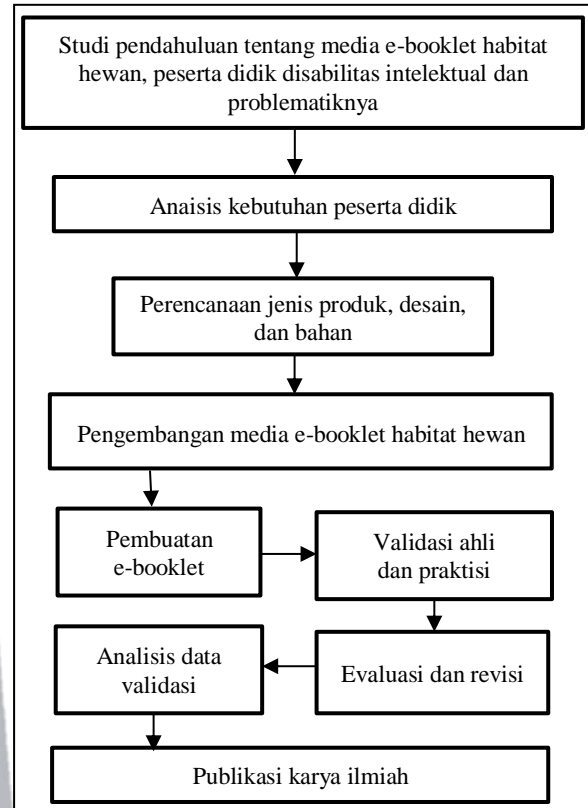 Studi pendahuluan tentang media e-booklet habitat
hewan, peserta didik disabilitas intelektual dan
problematiknya
Anaisis kebutuhan peserta didik
Perencanaan jenis produk, desain,
dan bahan
Pengembangan media e-booklet habitat hewan
Pembuatan
e-booklet
Validasi ahli
dan praktisi
Evaluasi dan revisi
Analisis data
validasi
Publikasi karya ilmiah